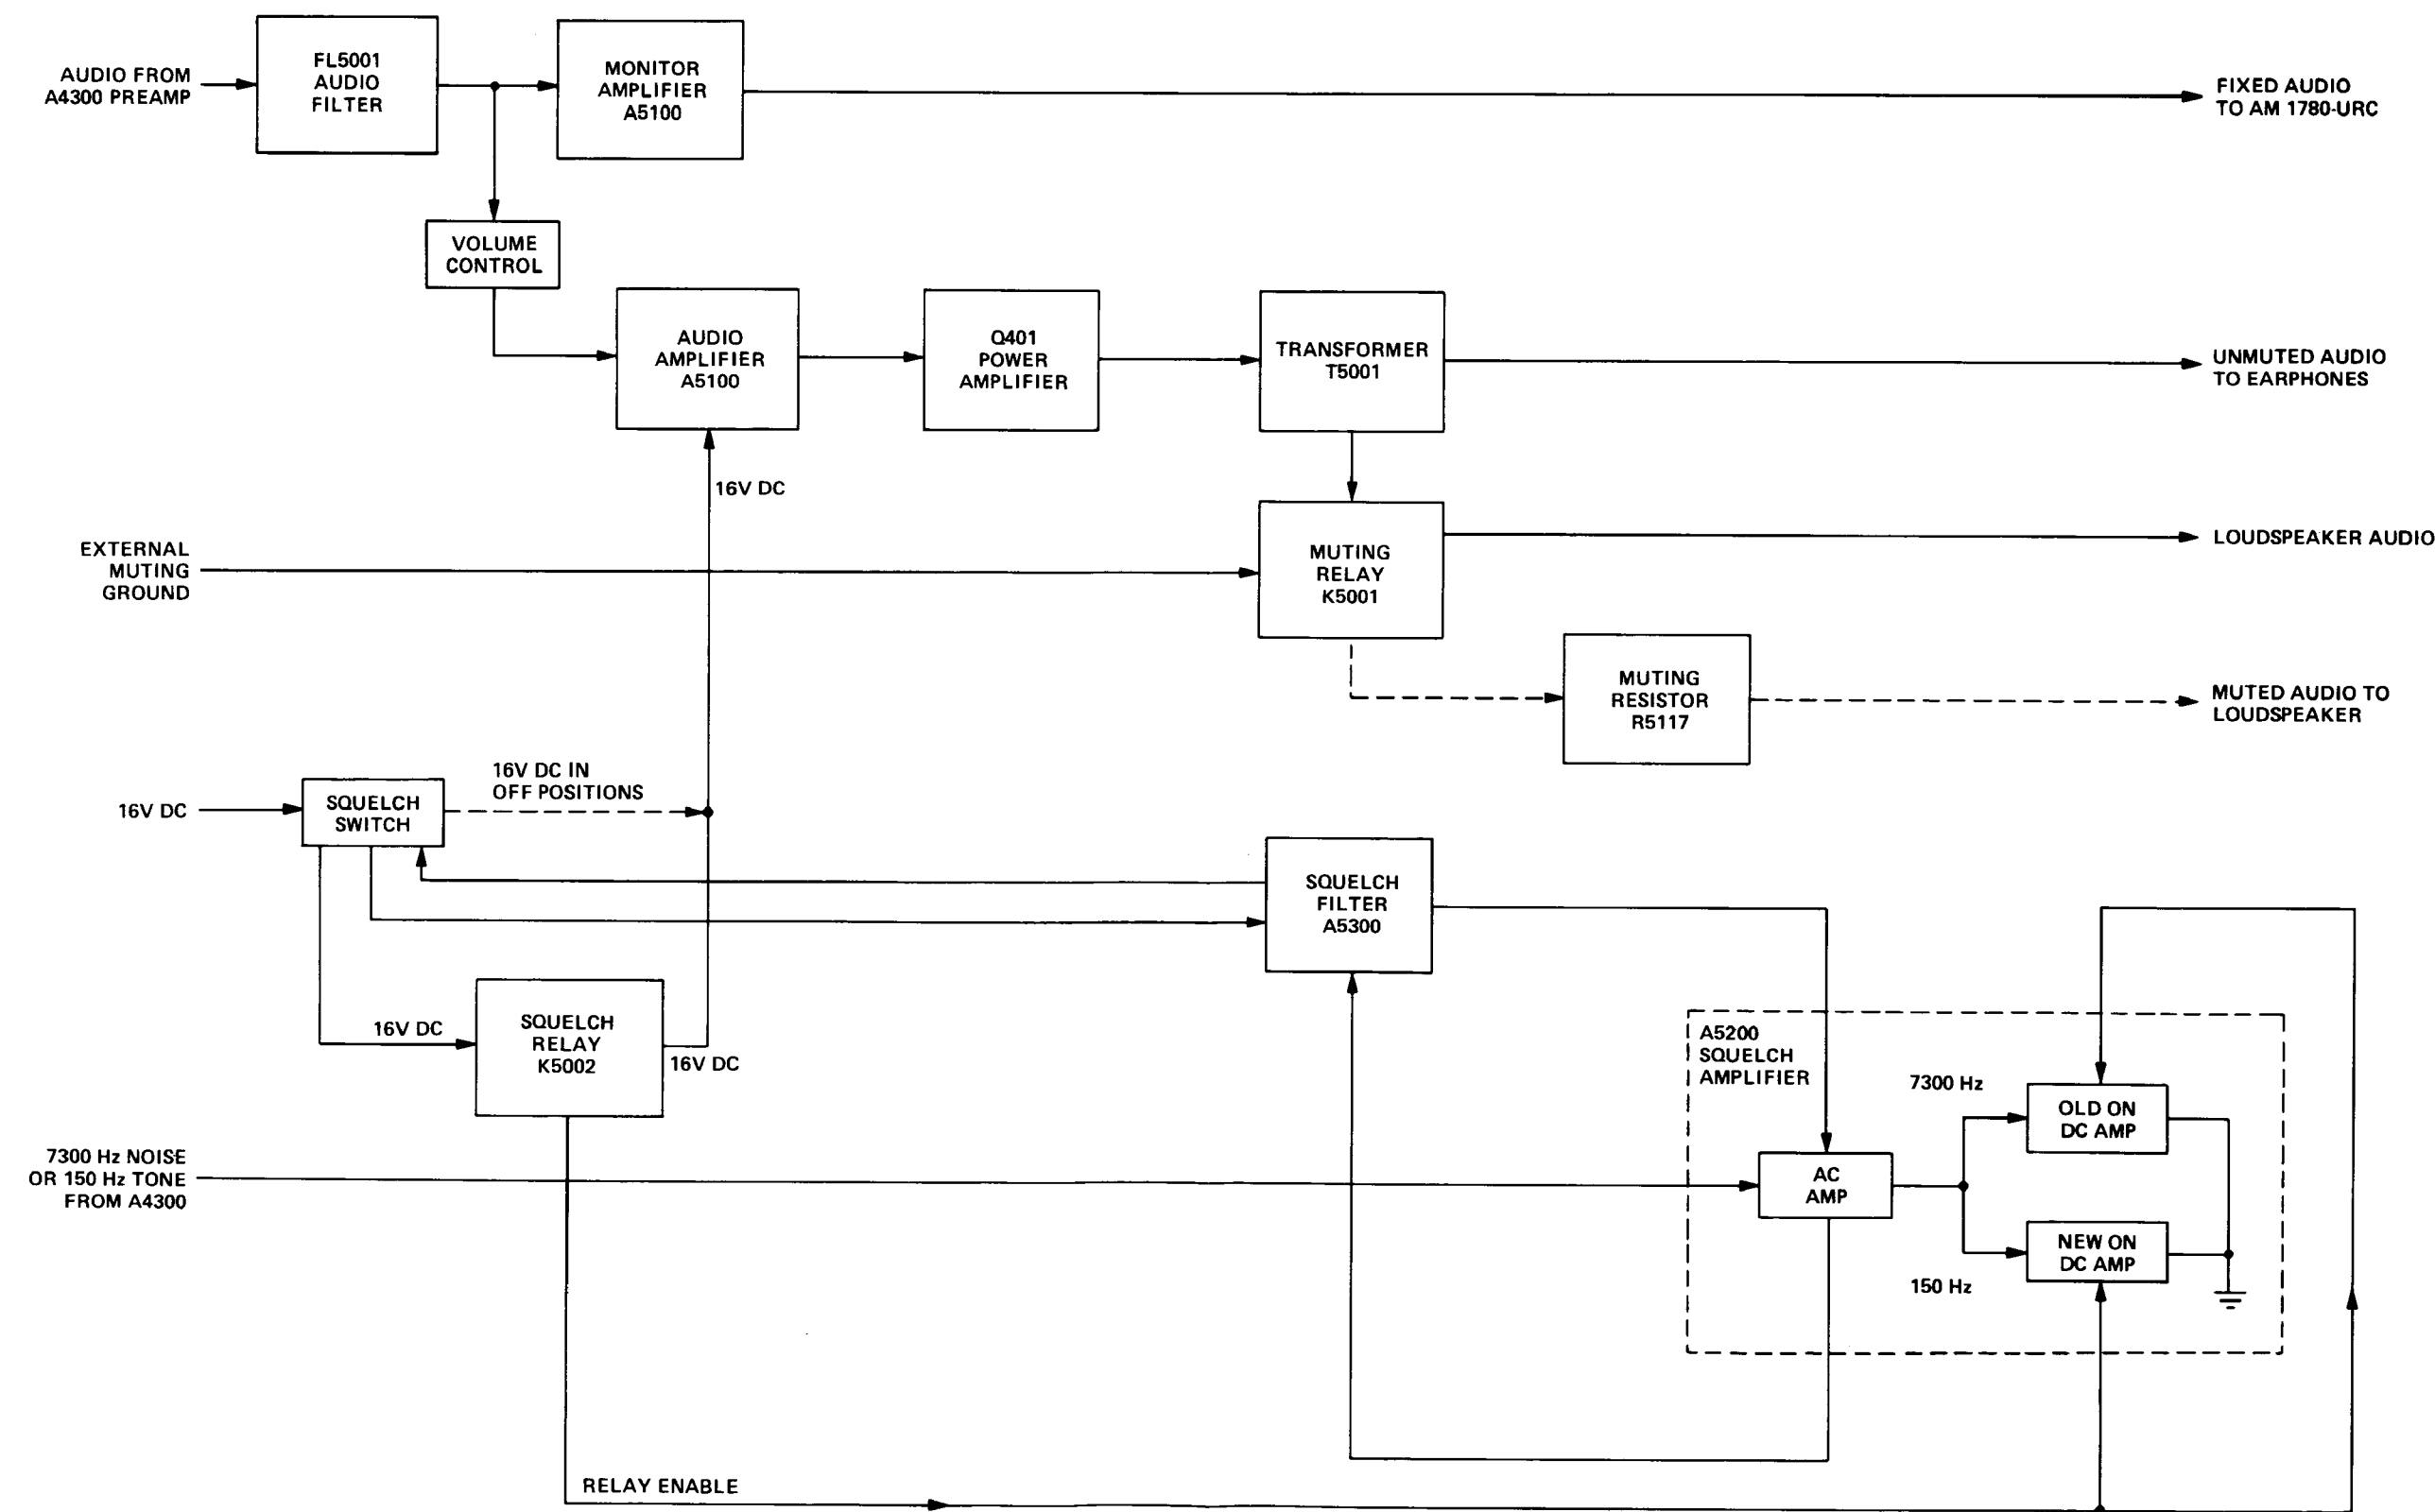 AUDIO FROM
A4300 PREAMP
FL5001
AUDIO
FILTER
MONITOR
AMPLIFIER
A5100
FIXED AUDIO
TO AM 1780-URC
VOLUME
CONTROL
AUDIO
AMPLIFIER
A5100
Q401
POWER
AMPLIFIER
TRANSFORMER
T5001
UNMUTED AUDIO
TO EARPHONES
16V DC
EXTERNAL
MUTING
GROUND
MUTING
RELAY
K5001
LOUDSPEAKER AUDIO
MUTING
RESISTOR
R5117
MUTED AUDIO TO
LOUDSPEAKER
16V DC
SQUELCH
SWITCH
16V DC IN
OFF POSITIONS
SQUELCH
FILTER
A5300
16V DC
SQUELCH
RELAY
K5002
16V DC
A5200
SQUELCH
AMPLIFIER
7300 Hz
OLD ON
DC AMP
7300 Hz NOISE
OR 150 Hz TONE
FROM A4300
AC
AMP
NEW ON
DC AMP
150 Hz
RELAY ENABLE